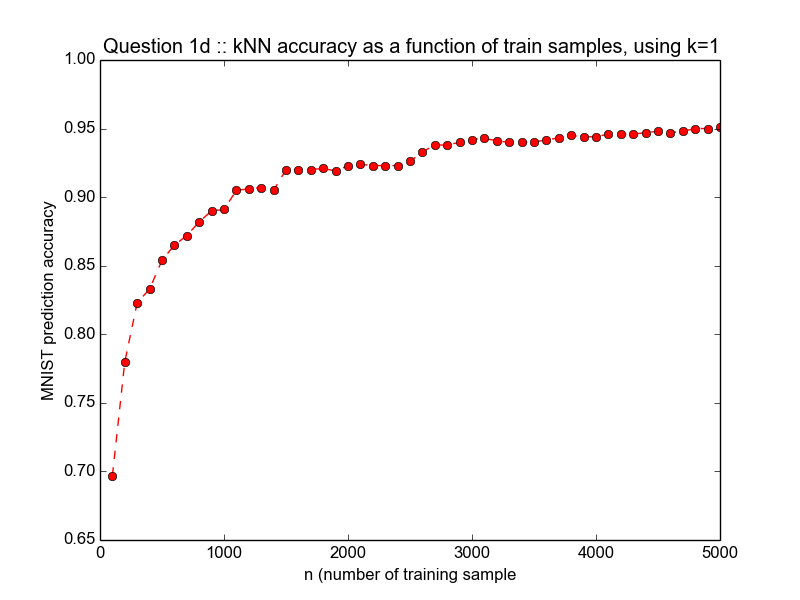 Question 1d :: kNN accuracy as a function of train samples, using k=1
1.00
0.95
0.90
0.85
0.80
0.75
0.70
0.65
MNIST prediction accuracy
0 1000 2000 3000 4000 5000
n (number of training sample